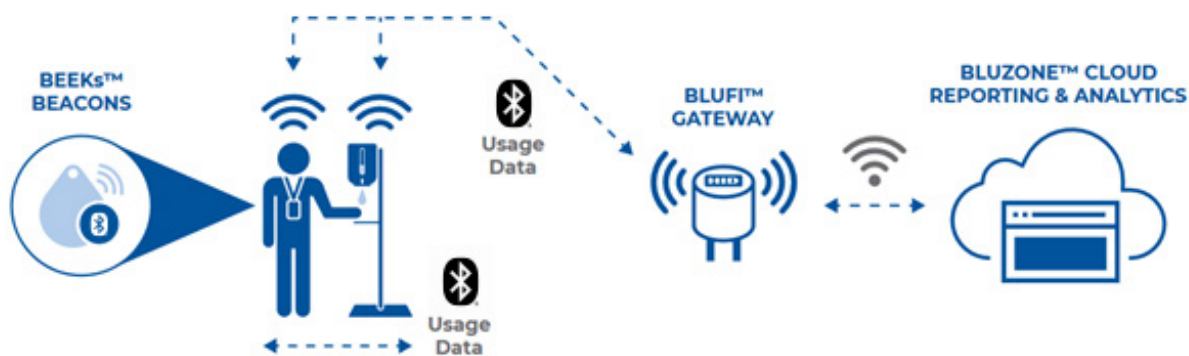 BEEKs™
BEACONS
Usage
Data
Usage
Data
BLUFI™
GATEWAY
BLUZONE™ CLOUD
REPORTING & ANALYTICS